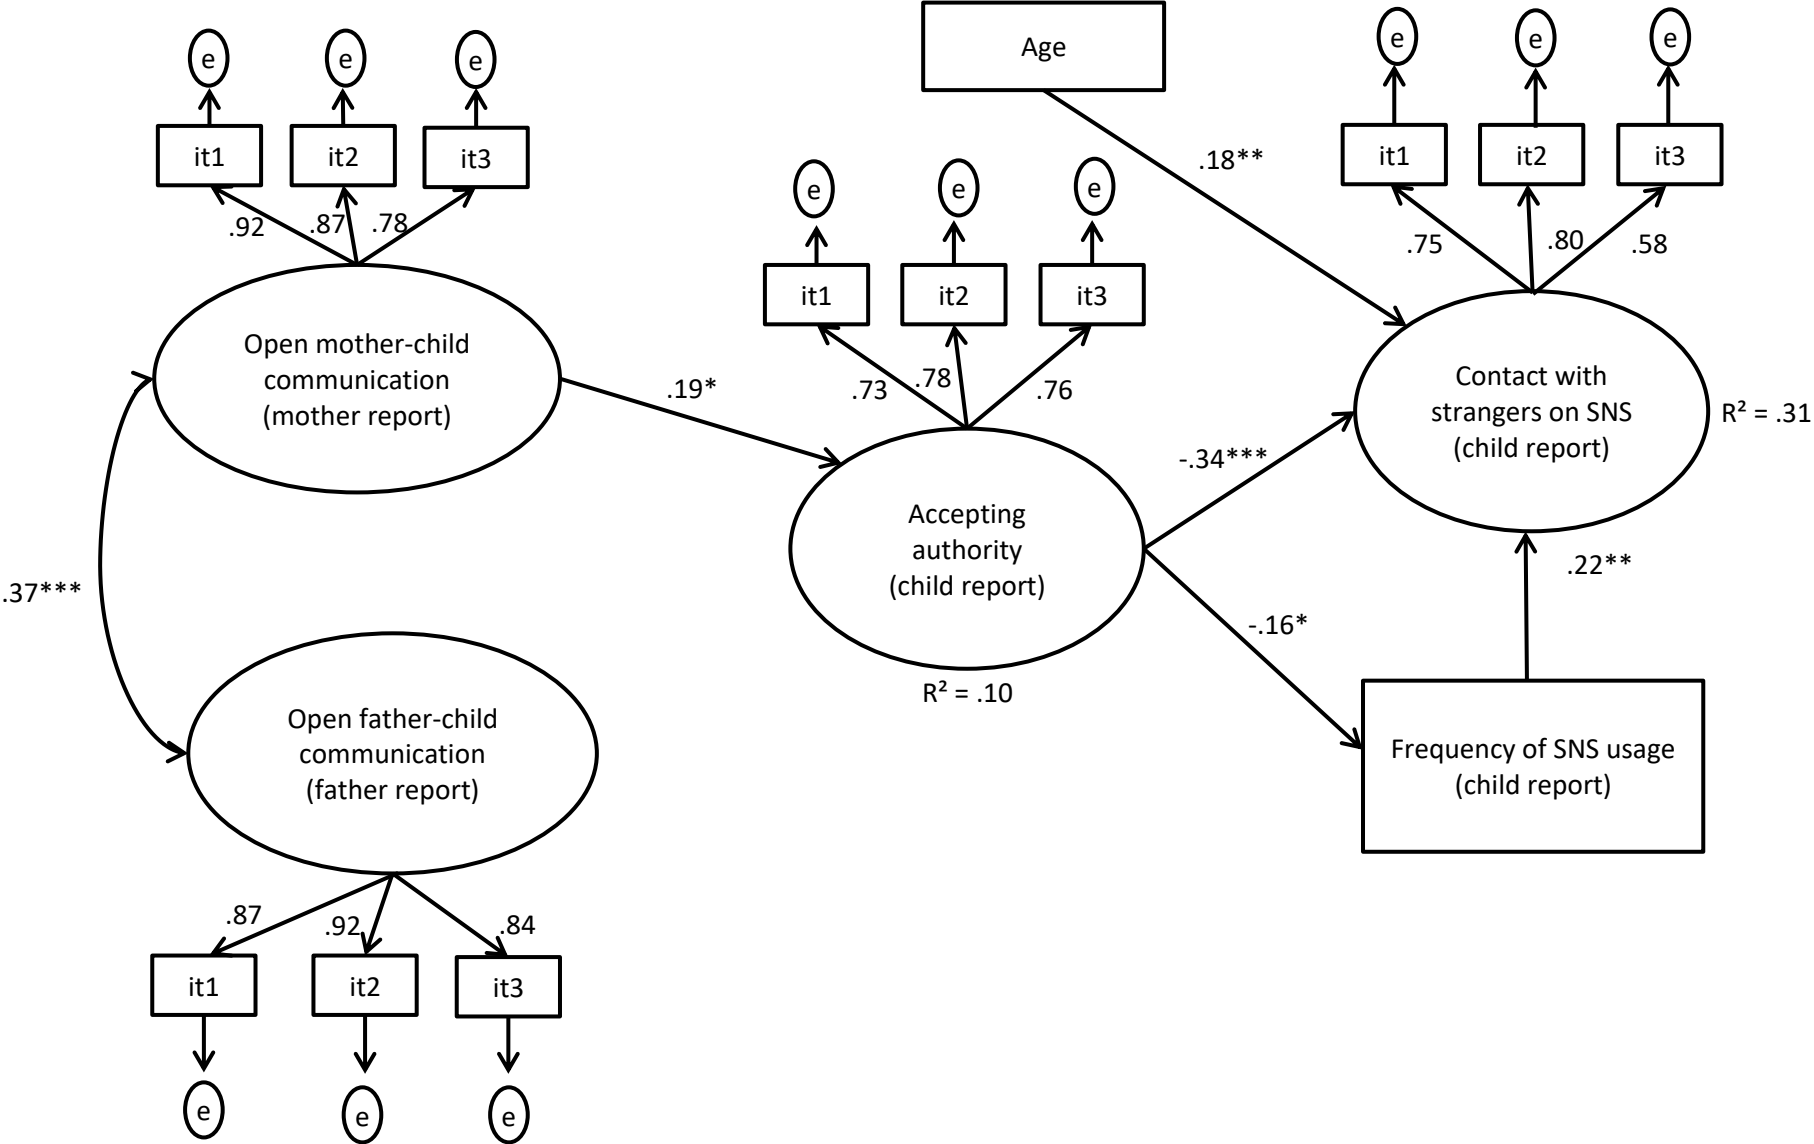 e
e
e
it1
it2
it3
.92
.87
.78
Open mother-child
communication
(mother report)
.37***
Open father-child
communication
(father report)
.87
.92
.84
it1
it2
it3
e
e
e
.19*
e
e
e
it1
it2
it3
.73
.78
.76
Accepting
authority
(child report)
R² = .10
Age
.18**
-.34***
-.16*
e
e
e
it1
it2
it3
.75
.80
.58
Contact with
strangers on SNS
(child report)
R² = .31
.22**
Frequency of SNS usage
(child report)